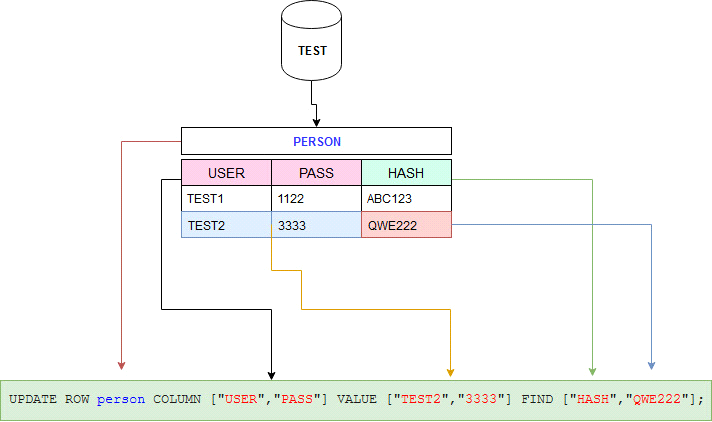 TEST
PERSON
USER PASS HASH
TEST1 1122 ABC123
TEST2 3333 QWE222
UPDATE ROW person COLUMN ["USER","PASS"] VALUE ["TEST2","3333"] FIND ["HASH","QWE222"];